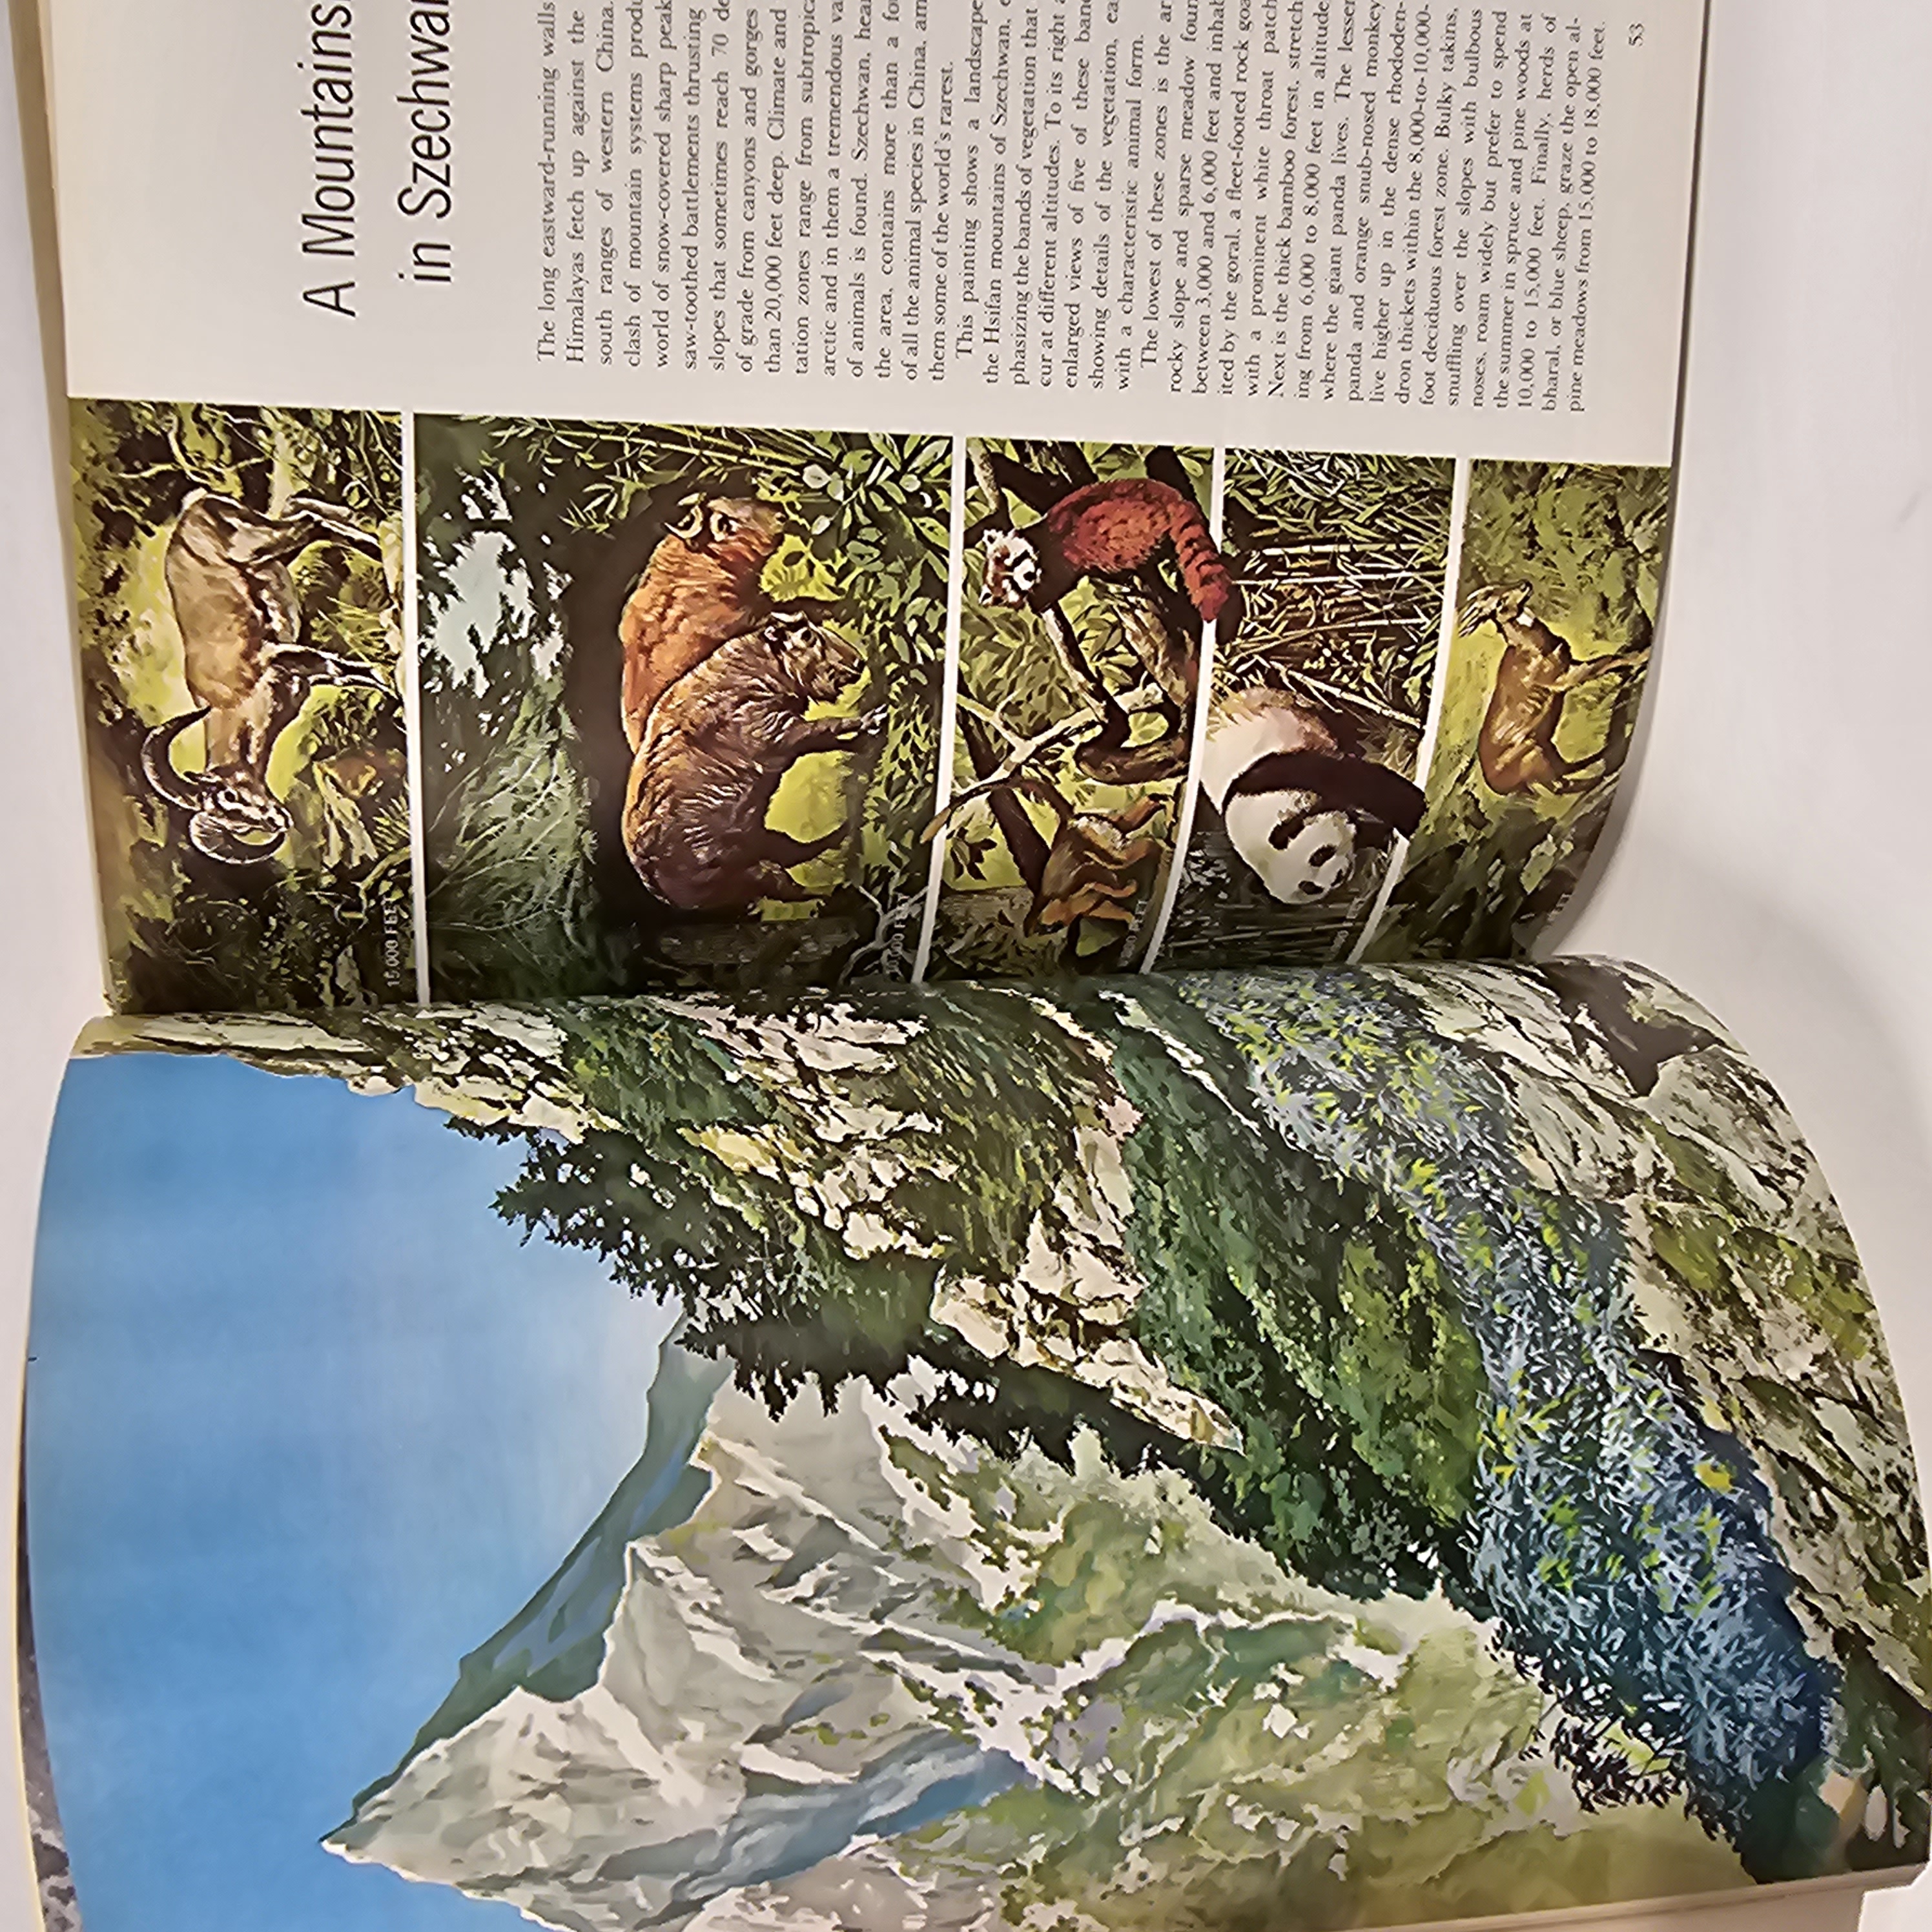 A Mountains
in Szechwan
The long eastward-running walls
Himalayas fetch up against the
south ranges of western China.
clash of mountain systems produ
world of snow-covered sharp peak
saw-toothed battlements thrusting
slopes that sometimes reach 70 de
of grade from canyons and gorges
than 20,000 feet deep. Climate and
tation zones range from subtropica
arctic and in them a tremendous va
of animals is found. Szechwan, hear
the area, contains more than a fo
of all the animal species in China, am
them some of the world's rarest.
This painting shows a landscape
the Hsifan mountains of Szechwan,
phasizing the bands of vegetation that
cur at different altitudes. To its right a
enlarged views of five of these band
showing details of the vegetation, ea
with a characteristic animal form.
The lowest of these zones is the ar
rocky slope and sparse meadow foun
between 3,000 and 6,000 feet and inhab
ited by the goral, a fleet-footed rock goa
with a prominent white throat patch
Next is the thick bamboo forest, stretch-
ing from 6,000 to 8,000 feet in altitude
where the giant panda lives. The lesser
panda and orange snub-nosed monkey
live higher up in the dense rhododen-
dron thickets within the 8,000-to-10,000-
foot deciduous forest zone. Bulky takins,
snuffling over the slopes with bulbous
noses, roam widely but prefer to spend
the summer in spruce and pine woods at
10,000 to 15,000 feet. Finally, herds of
bharal, or blue sheep, graze the open al-
pine meadows from 15,000 to 18,000 feet.
53
15,000 FEET
10,000 FEET
8,000 FEET